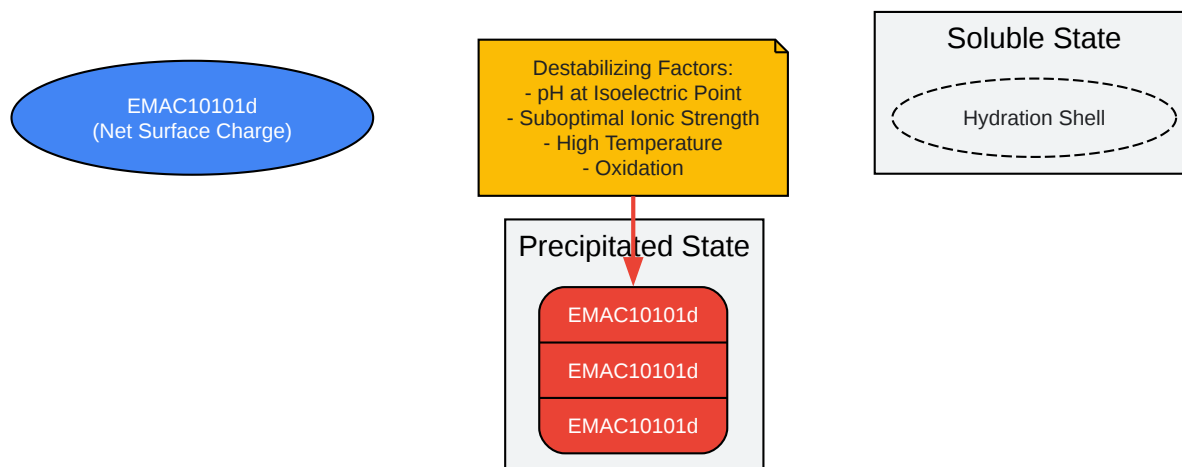 EMAC10101d
(Net Surface Charge)
Destabilizing Factors:
- pH at Isoelectric Point
- Suboptimal Ionic Strength
- High Temperature
- Oxidation
Soluble State
Hydration Shell
Precipitated State
EMAC10101d
EMAC10101d
EMAC10101d